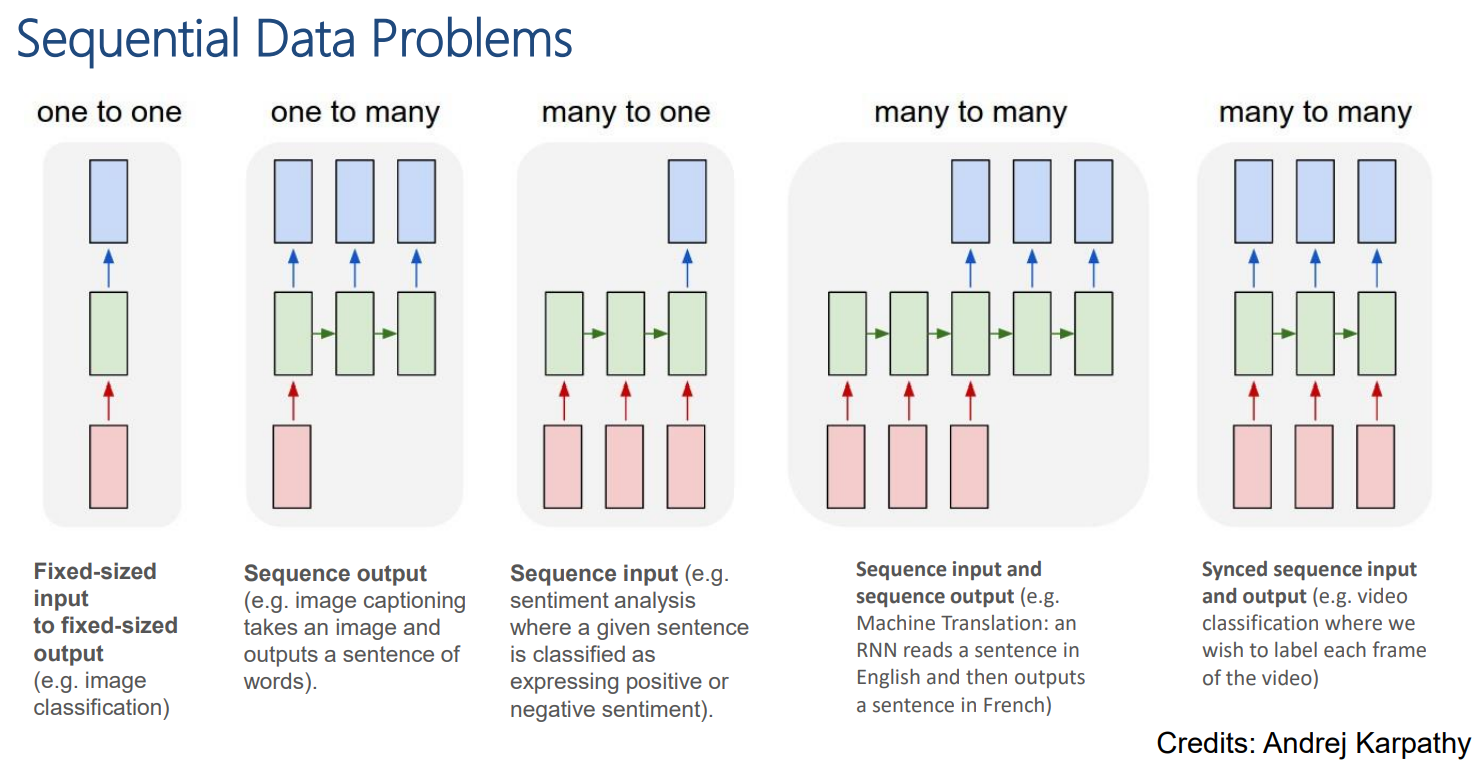 Sequential Data Problems
one to one
one to many
many to one
many to many
many to many
Fixed-sized
input
to fixed-sized
output
(e.g. image
classification)
Sequence output
(e.g. image captioning
takes an image and
outputs a sentence of
words).
Sequence input (e.g.
sentiment analysis
where a given sentence
is classified as
expressing positive or
negative sentiment).
Sequence input and
sequence output (e.g.
Machine Translation: an
RNN reads a sentence in
English and then outputs
a sentence in French)
Synced sequence input
and output (e.g. video
classification where we
wish to label each frame
of the video)
Credits: Andrej Karpathy